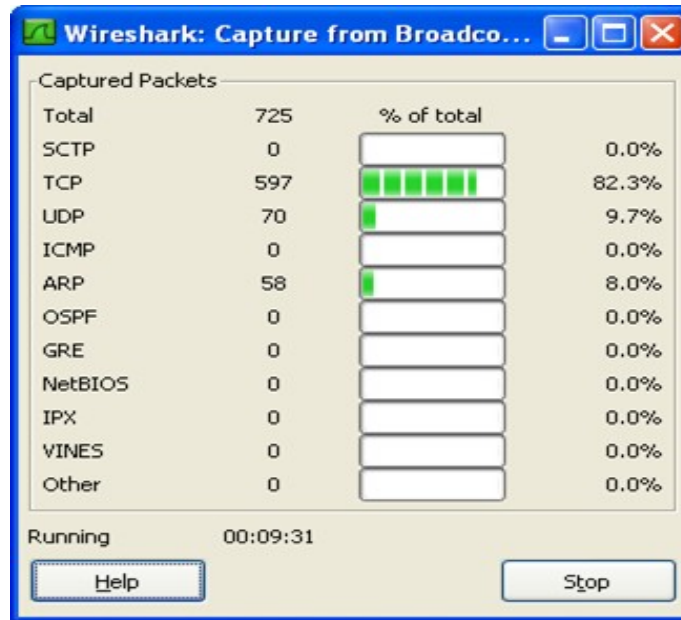 Wireshark: Capture from Broadco...
Captured Packets
Total 725 % of total
SCTP 0 0.0%
TCP 597 82.3%
UDP 70 9.7%
ICMP 0 0.0%
ARP 58 8.0%
OSPF 0 0.0%
GRE 0 0.0%
NetBIOS 0 0.0%
IPX 0 0.0%
VINES 0 0.0%
Other 0 0.0%
Running 00:09:31
Help Stop